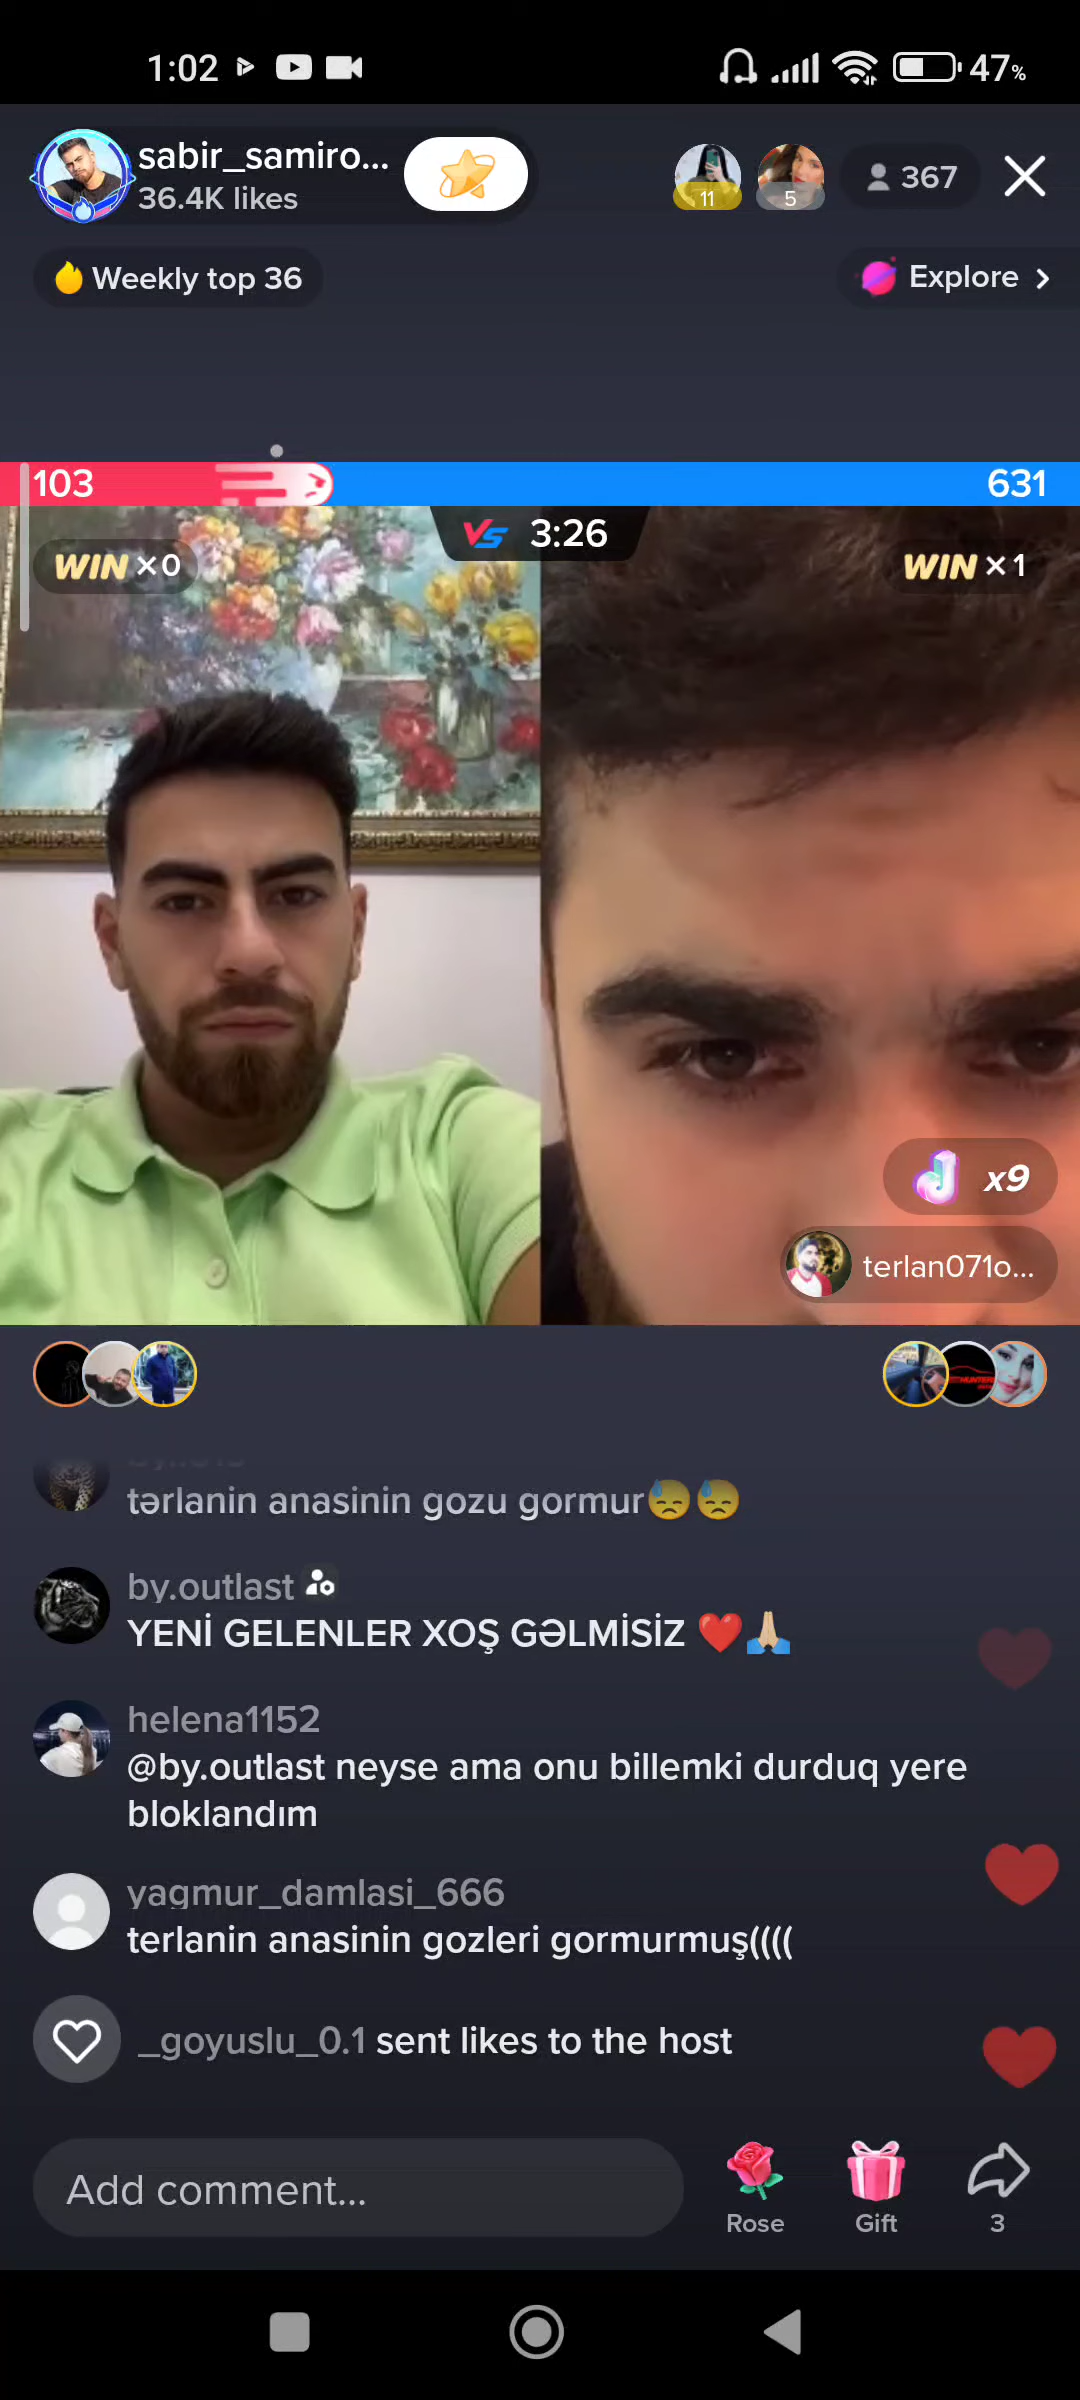 1:02
47%
sabir_samiro...
36.4K likes
11
5
367
Weekly top 36
Explore
103
631
VS 3:26
WIN ×0
WIN ×1
x9
terlan071o...
tərlanin anasinin gozu gormur😓😓
by.outlast
YENİ GELENLER XOŞ GƏLMİSİZ ❤️🙏🏼
helena1152
@by.outlast neyse ama onu billemki durduq yere
bloklandım
yagmur_damlasi_666
terlanin anasinin gozleri gormurmuş((((
_goyuslu_0.1 sent likes to the host
Add comment...
Rose
Gift
3